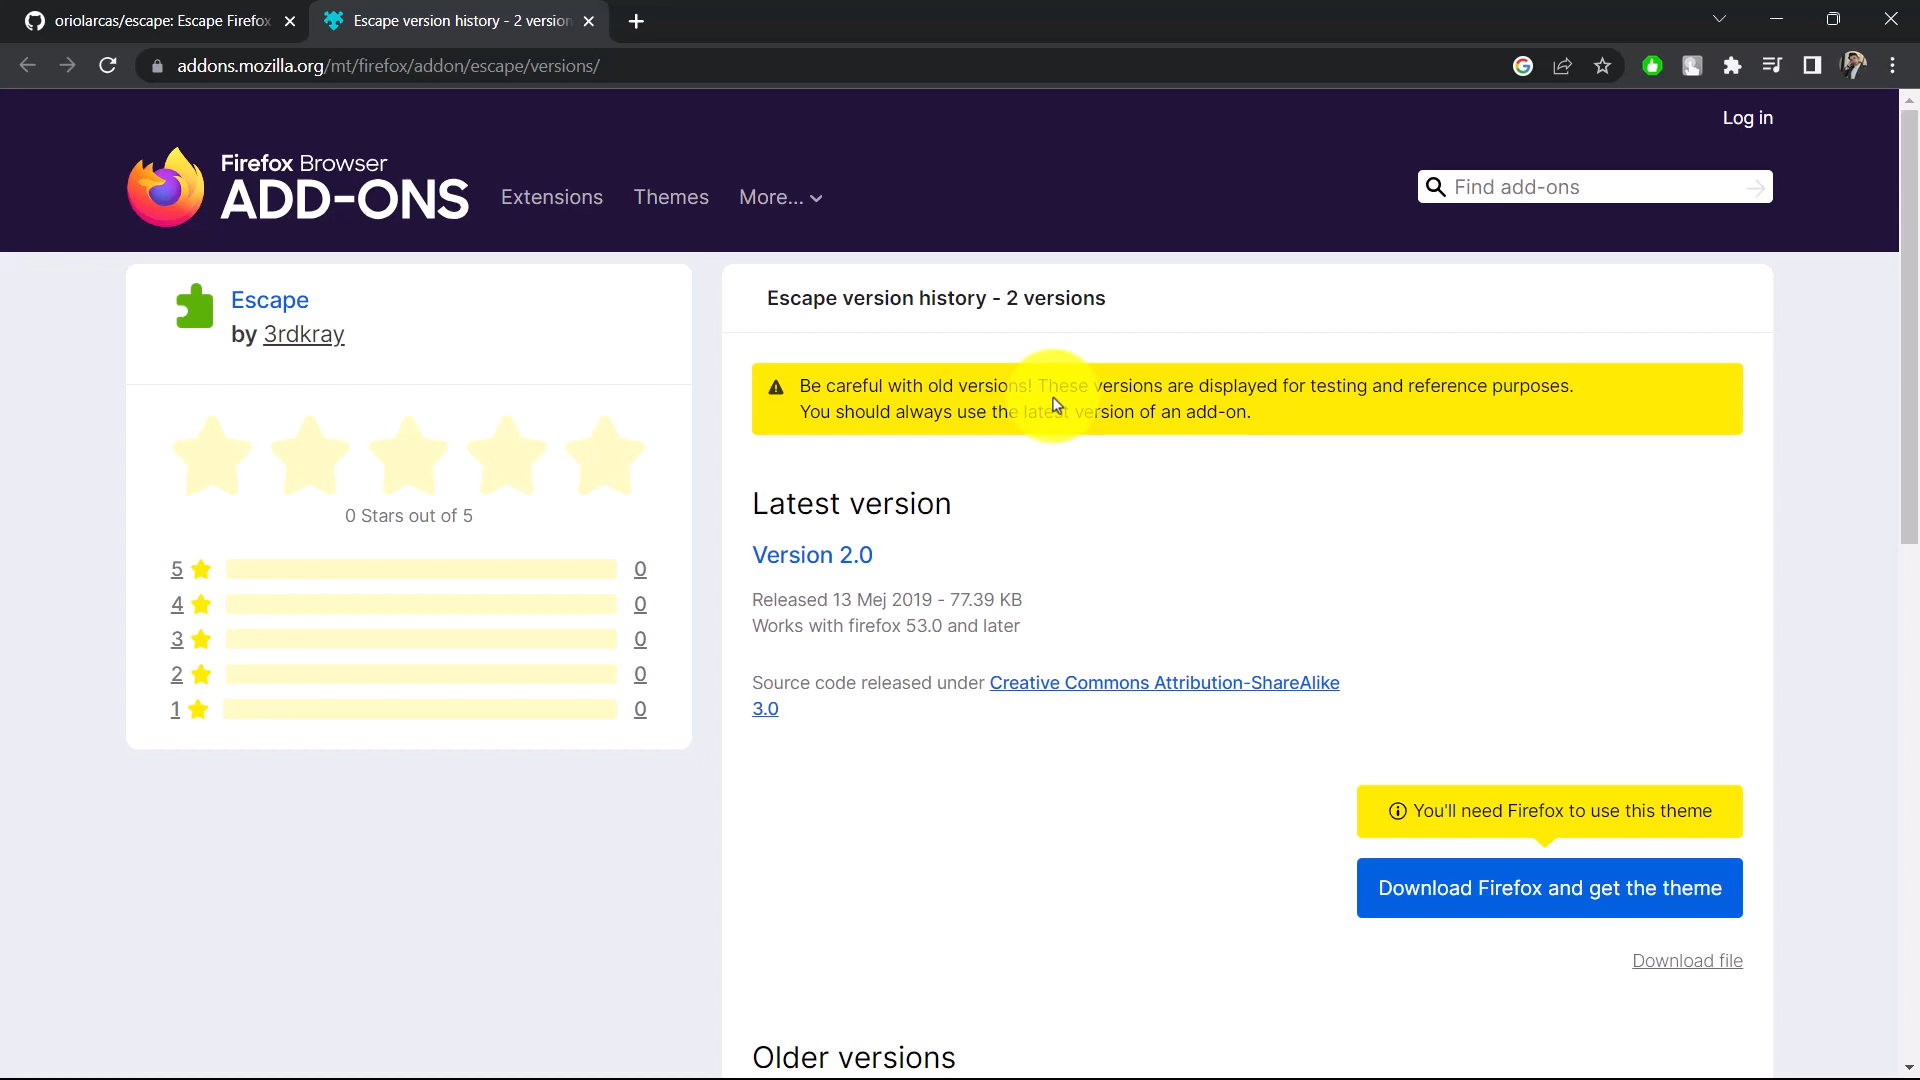 oriolarcas/escape: Escape Firefox
Escape version history - 2 version
addons.mozilla.org/mt/firefox/addon/escape/versions/
Log in
Firefox Browser
ADD-ONS
Extensions
Themes
More...
Find add-ons
Escape
by 3rdkray
0 Stars out of 5
5 0
4 0
3 0
2 0
1 0
Escape version history - 2 versions
Be careful with old versions! These versions are displayed for testing and reference purposes.
You should always use the latest version of an add-on.
Latest version
Version 2.0
Released 13 Mej 2019 - 77.39 KB
Works with firefox 53.0 and later
Source code released under Creative Commons Attribution-ShareAlike
3.0
You'll need Firefox to use this theme
Download Firefox and get the theme
Download file
Older versions